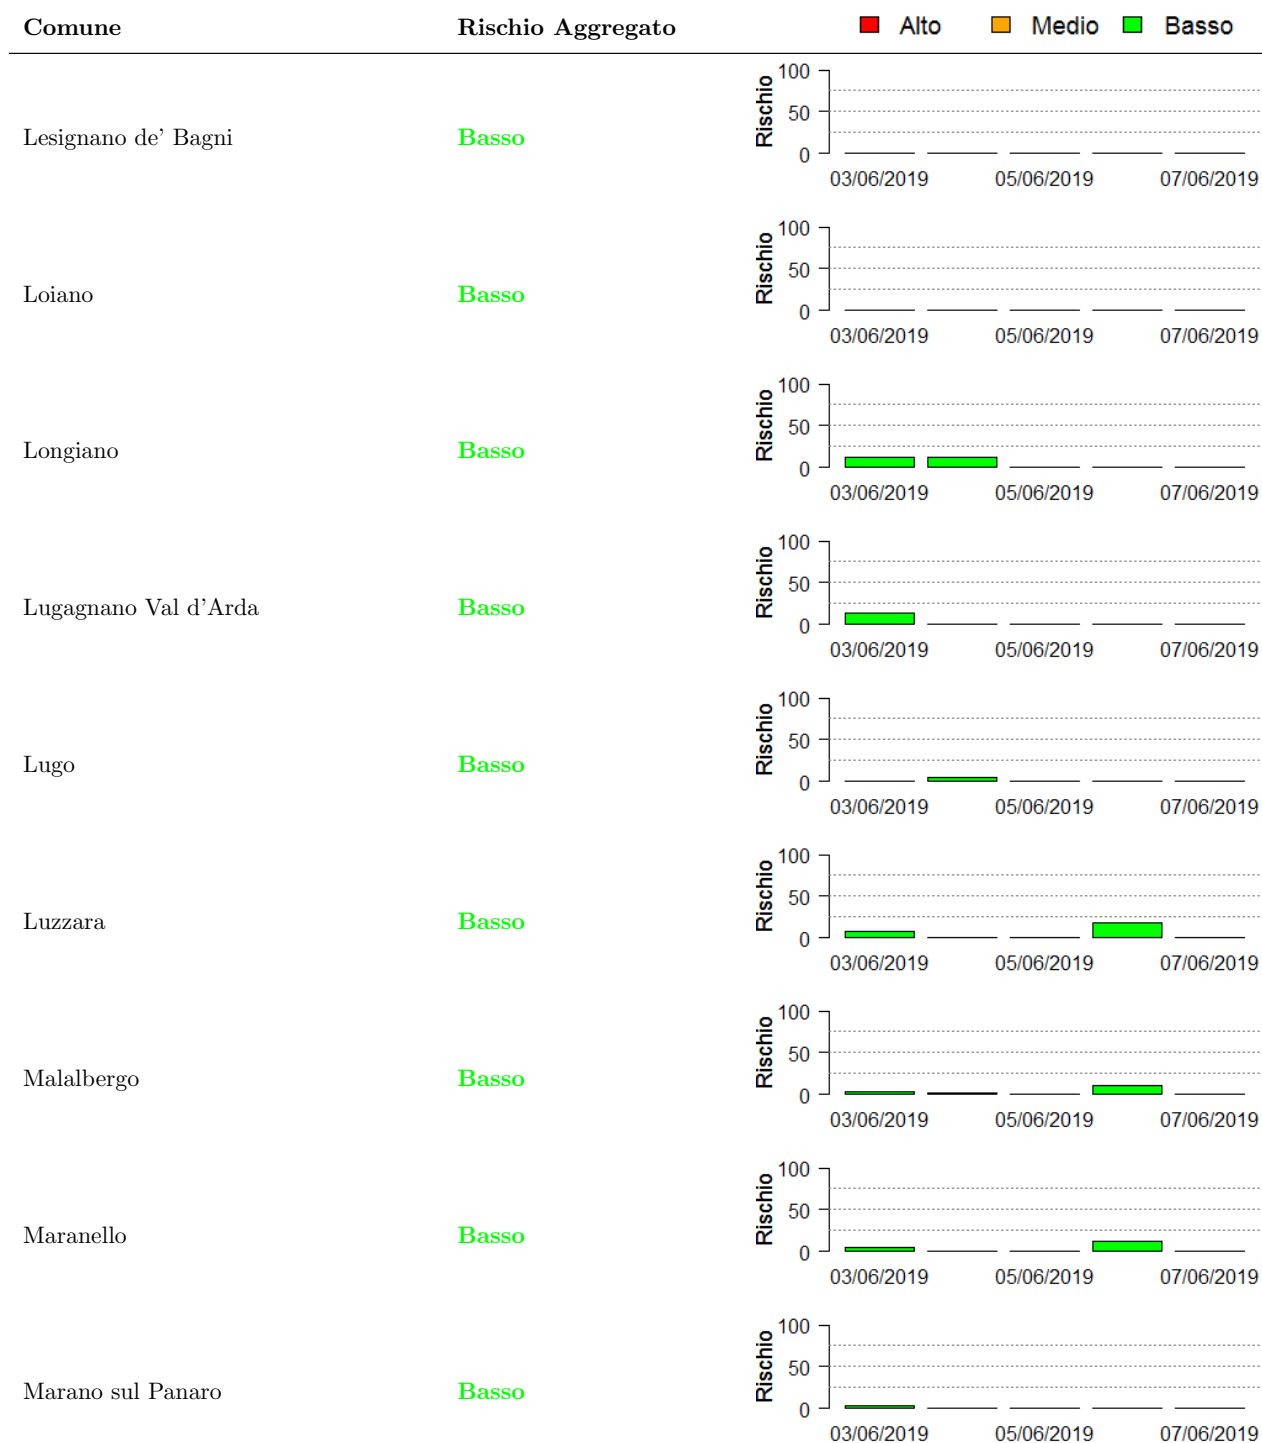 Comune Rischio Aggregato Alto Medio Basso
Lesignano de' Bagni Basso Rischio 100 50 0
03/06/2019 05/06/2019 07/06/2019
Loiano Basso Rischio 100 50 0
03/06/2019 05/06/2019 07/06/2019
Longiano Basso Rischio 100 50 0
03/06/2019 05/06/2019 07/06/2019
Lugagnano Val d'Arda Basso Rischio 100 50 0
03/06/2019 05/06/2019 07/06/2019
Lugo Basso Rischio 100 50 0
03/06/2019 05/06/2019 07/06/2019
Luzzara Basso Rischio 100 50 0
03/06/2019 05/06/2019 07/06/2019
Malalbergo Basso Rischio 100 50 0
03/06/2019 05/06/2019 07/06/2019
Maranello Basso Rischio 100 50 0
03/06/2019 05/06/2019 07/06/2019
Marano sul Panaro Basso Rischio 100 50 0
03/06/2019 05/06/2019 07/06/2019